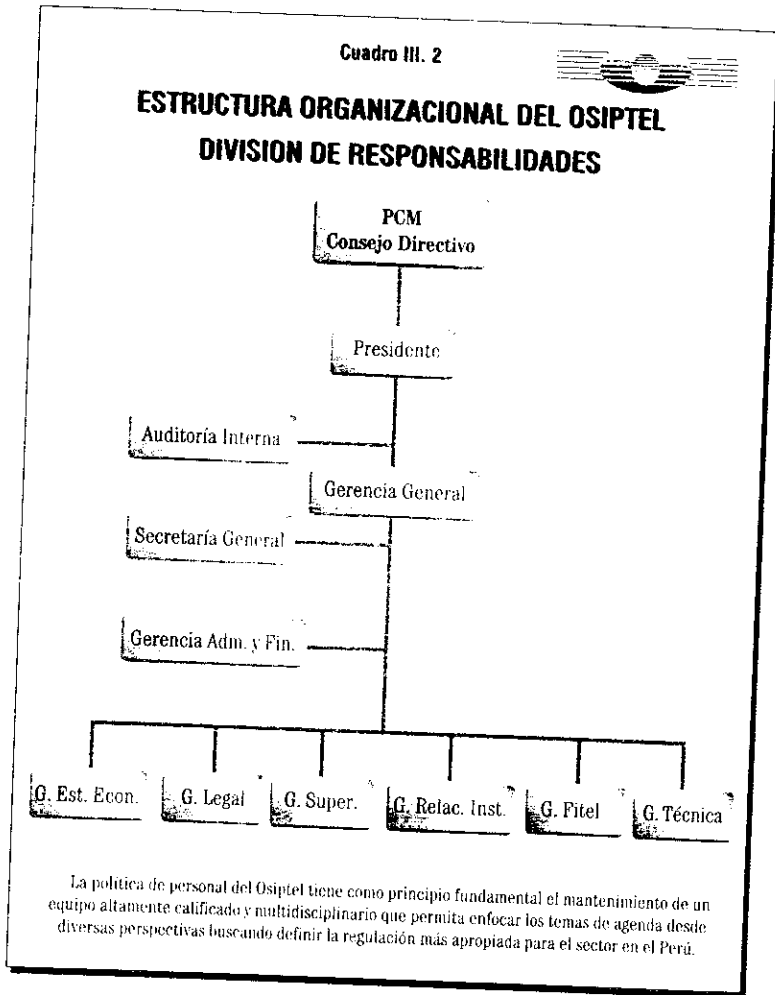 Cuadro III. 2
ESTRUCTURA ORGANIZACIONAL DEL OSIPTEL
DIVISION DE RESPONSABILIDADES
PCM
Consejo Directivo
Presidente
Auditoría Interna
Gerencia General
Secretaría General
Gerencia Adm. y Fin.
G. Est. Econ.
G. Legal
G. Super.
G. Relac. Inst.
G. Fitel
G. Técnica
La política de personal del Osiptel tiene como principio fundamental el mantenimiento de un
equipo altamente calificado y multidisciplinario que permita enfocar los temas de agenda desde
diversas perspectivas buscando definir la regulación más apropiada para el sector en el Perú.